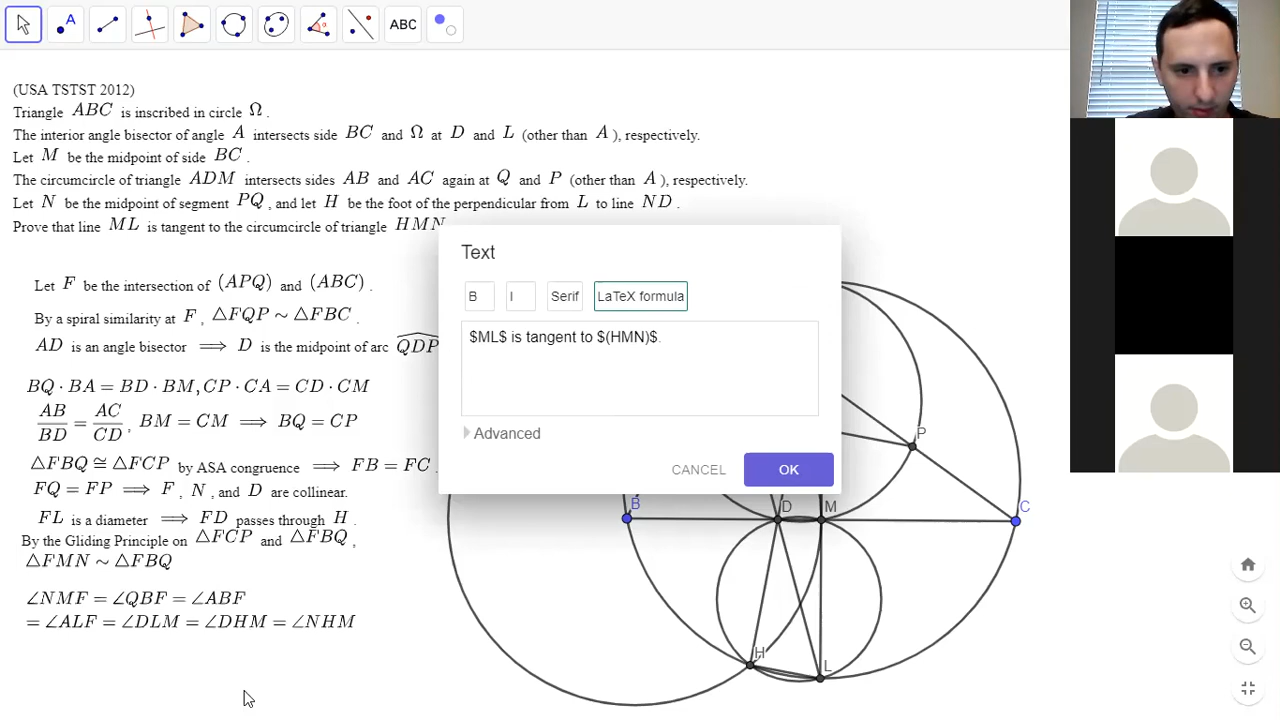 ABC
(USA TSTST 2012)
Triangle ABC is inscribed in circle Ω .
The interior angle bisector of angle A intersects side BC and Ω at D and L (other than A ), respectively.
Let M be the midpoint of side BC .
The circumcircle of triangle ADM intersects sides AB and AC again at Q and P (other than A ), respectively.
Let N be the midpoint of segment PQ , and let H be the foot of the perpendicular from L to line ND .
Prove that line ML is tangent to the circumcircle of triangle HMN
Let F be the intersection of (APQ) and (ABC) .
By a spiral similarity at F , △FQP ∼ △FBC .
AD is an angle bisector ⟹ D is the midpoint of arc QDP
BQ · BA = BD · BM, CP · CA = CD · CM
AB/BD = AC/CD, BM = CM ⟹ BQ = CP
△FBQ ≅ △FCP by ASA congruence ⟹ FB = FC .
FQ = FP ⟹ F , N , and D are collinear.
FL is a diameter ⟹ FD passes through H .
By the Gliding Principle on △FCP and △FBQ ,
△FMN ∼ △FBQ
∠NMF = ∠QBF = ∠ABF
= ∠ALF = ∠DLM = ∠DHM = ∠NHM
Text
B I Serif LaTeX formula
$ML$ is tangent to $(HMN)$.
Advanced
CANCEL OK
P
B D M C
H L